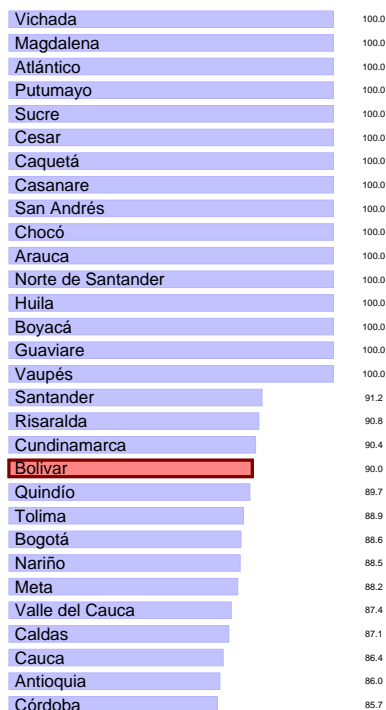 Vichada 100.0
Magdalena 100.0
Atlántico 100.0
Putumayo 100.0
Sucre 100.0
Cesar 100.0
Caquetá 100.0
Casanare 100.0
San Andrés 100.0
Chocó 100.0
Arauca 100.0
Norte de Santander 100.0
Huila 100.0
Boyacá 100.0
Guaviare 100.0
Vaupés 100.0
Santander 91.2
Risaralda 90.8
Cundinamarca 90.4
Bolivar 90.0
Quindío 89.7
Tolima 88.9
Bogotá 88.6
Nariño 88.5
Meta 88.2
Valle del Cauca 87.4
Caldas 87.1
Cauca 86.4
Antioquia 86.0
Córdoba 85.7